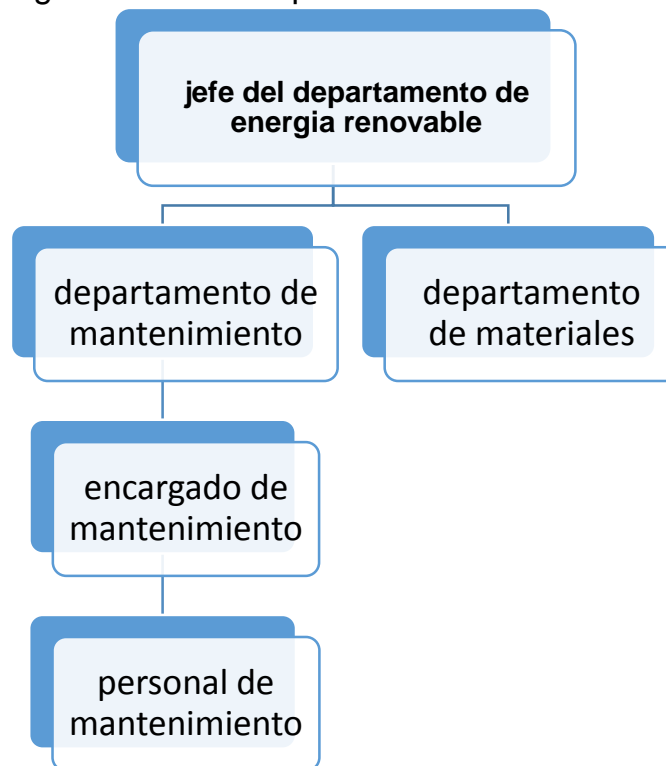 jefe del departamento de
energia renovable
departamento de
mantenimiento
departamento
de materiales
encargado de
mantenimiento
personal de
mantenimiento